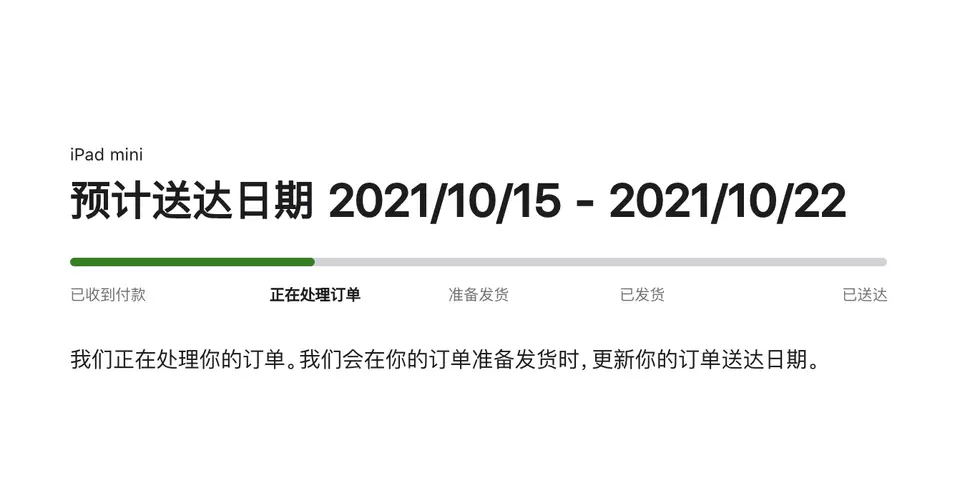 iPad mini
预计送达日期 2021/10/15 - 2021/10/22
已收到付款 正在处理订单 准备发货 已发货 已送达
我们正在处理你的订单。我们会在你的订单准备发货时，更新你的订单送达日期。